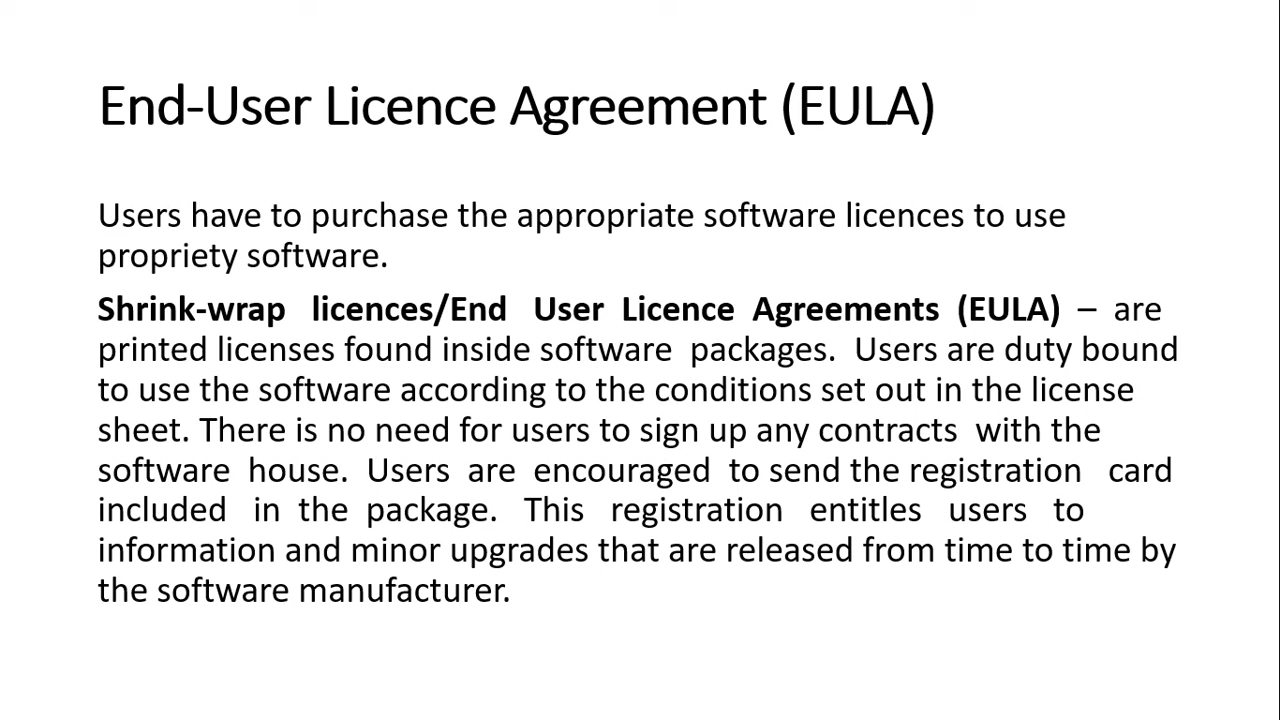 End-User Licence Agreement (EULA)
Users have to purchase the appropriate software licences to use
propriety software.
Shrink-wrap licences/End User Licence Agreements (EULA) – are
printed licenses found inside software packages. Users are duty bound
to use the software according to the conditions set out in the license
sheet. There is no need for users to sign up any contracts with the
software house. Users are encouraged to send the registration card
included in the package. This registration entitles users to
information and minor upgrades that are released from time to time by
the software manufacturer.